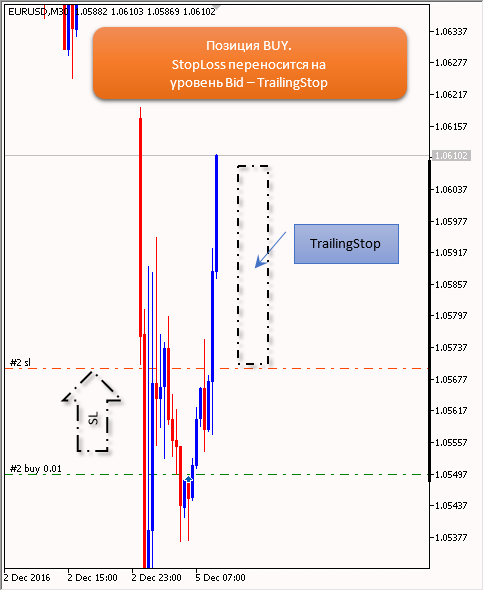 EURUSD,M30 1.05882 1.06103 1.05869 1.06102
Позиция BUY.
StopLoss переносится на
уровень Bid – TrailingStop
1.06337
1.06277
1.06217
1.06157
1.06102
1.06037
1.05977
1.05917
1.05857
1.05797
1.05737
1.05677
1.05617
1.05557
1.05497
1.05437
1.05377
TrailingStop
#2 sl
SL
#2 buy 0.01
2 Dec 2016
2 Dec 15:00
2 Dec 23:00
5 Dec 07:00